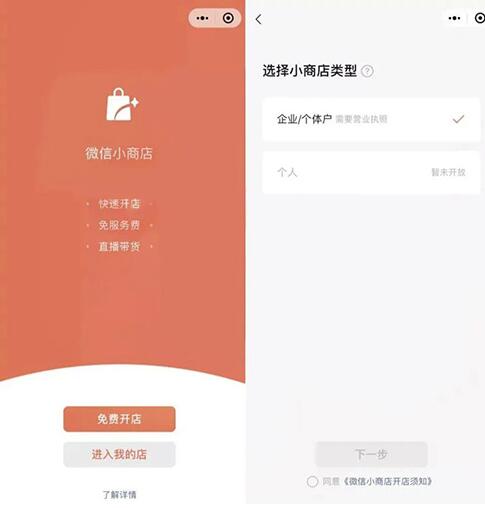 微信小商店
快速开店
免服务费
直播带货
免费开店
进入我的店
了解详情
选择小商店类型 ?
企业/个体户 需要营业执照
个人 暂未开放
下一步
同意《微信小商店开店须知》